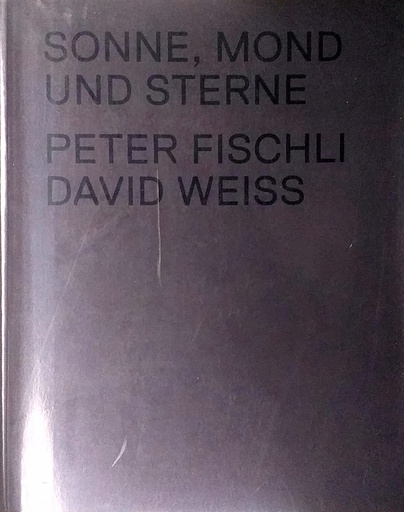 SONNE, MOND
UND STERNE
PETER FISCHLI
DAVID WEISS